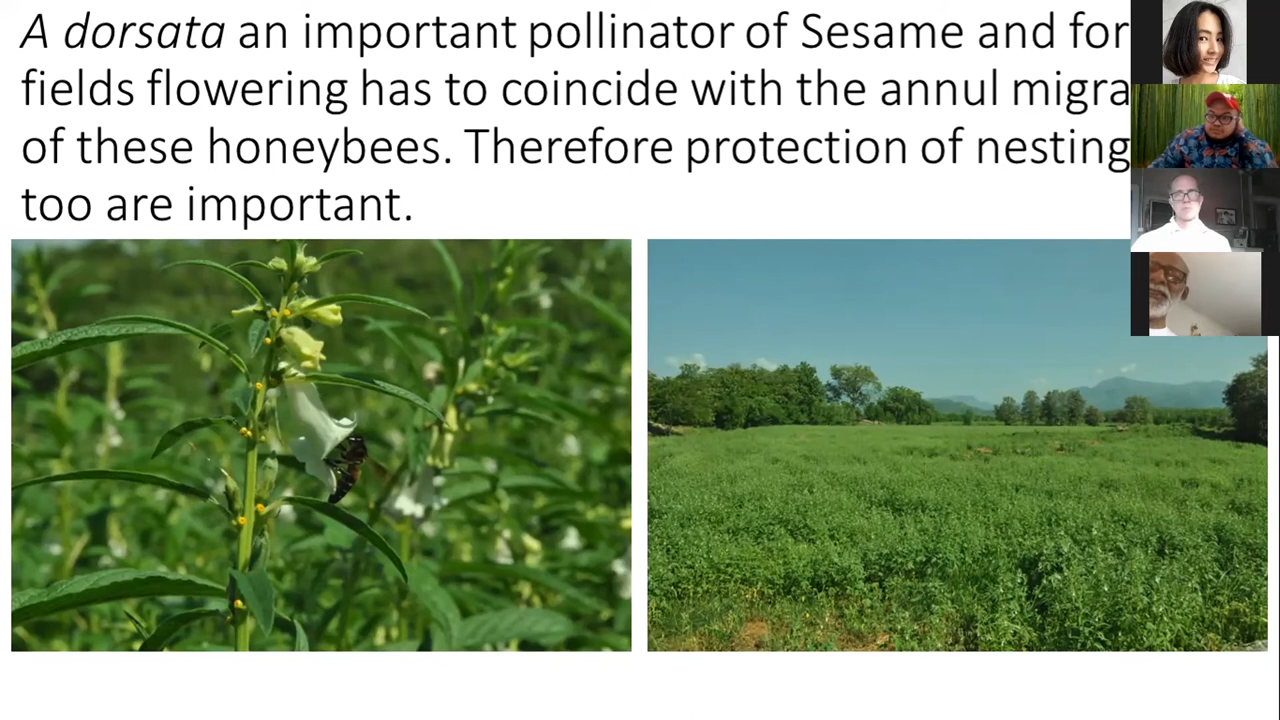 A dorsata an important pollinator of Sesame and for
fields flowering has to coincide with the annul migra
of these honeybees. Therefore protection of nesting
too are important.